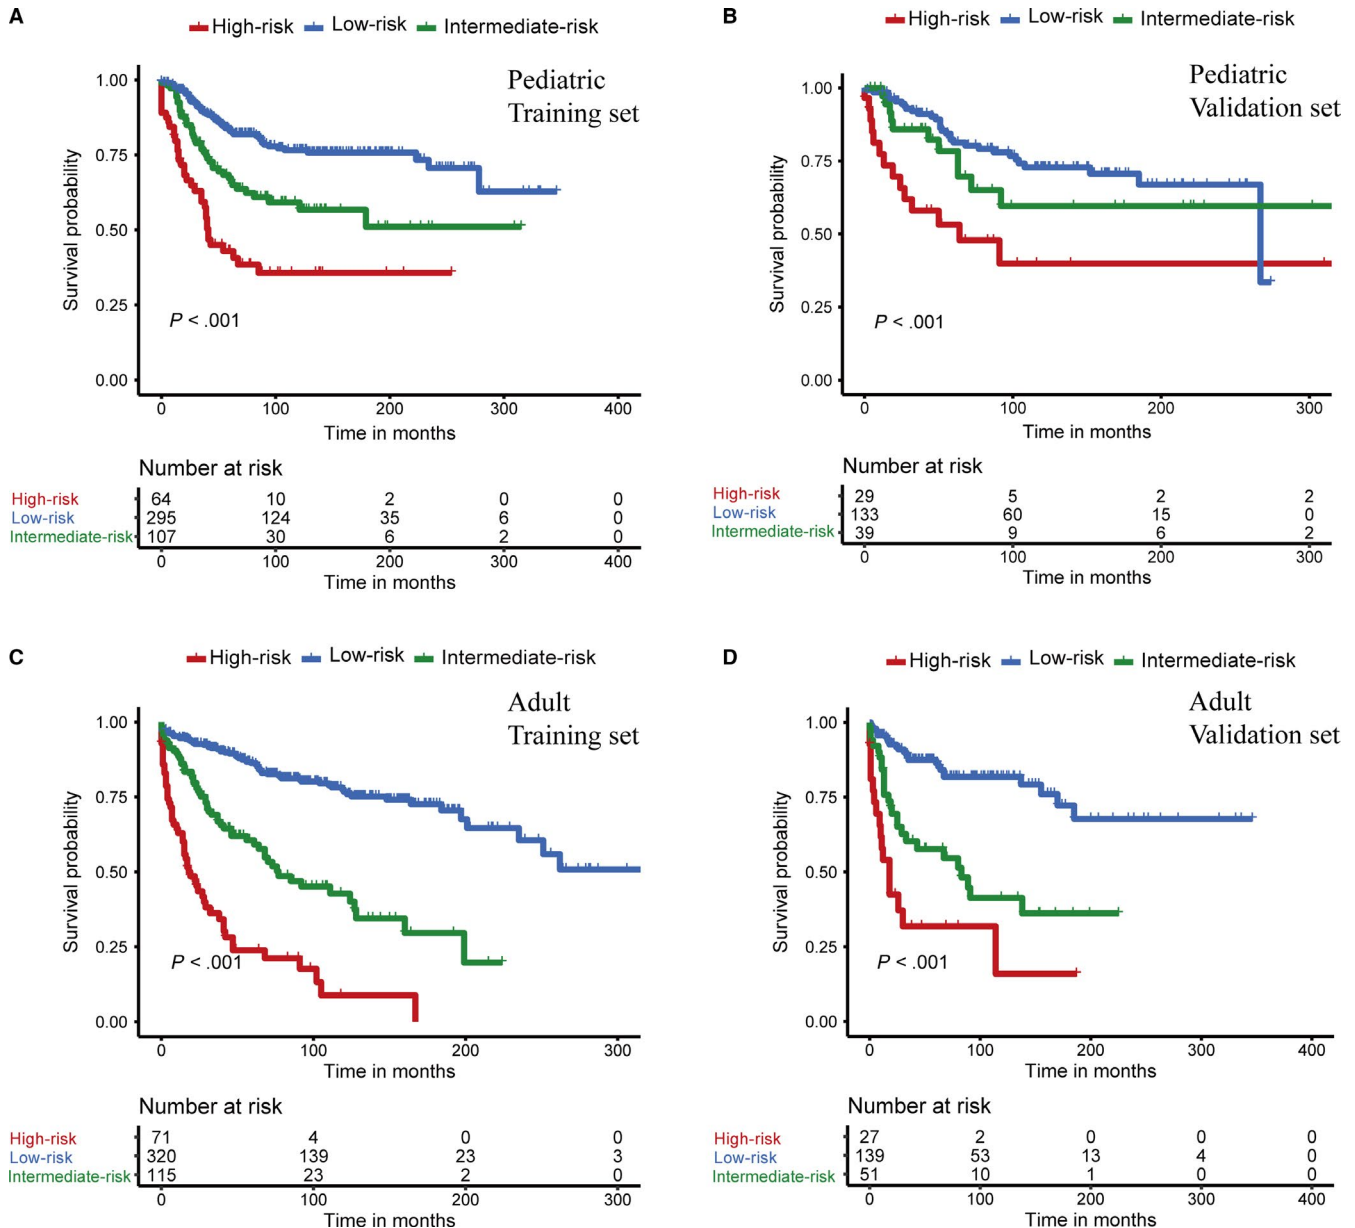 A
High-risk Low-risk Intermediate-risk
Pediatric
Training set
1.00
0.75
0.50
0.25
0.00
Survival probability
P < .001
0 100 200 300 400
Time in months
Number at risk
High-risk 64 10 2 0 0
Low-risk 295 124 35 6 0
Intermediate-risk 107 30 6 2 0
0 100 200 300 400
Time in months
B
High-risk Low-risk Intermediate-risk
Pediatric
Validation set
1.00
0.75
0.50
0.25
0.00
Survival probability
P < .001
0 100 200 300
Time in months
Number at risk
High-risk 29 5 2 2
Low-risk 133 60 15 0
Intermediate-risk 39 9 6 2
0 100 200 300
Time in months
C
High-risk Low-risk Intermediate-risk
Adult
Training set
1.00
0.75
0.50
0.25
0.00
Survival probability
P < .001
0 100 200 300
Time in months
Number at risk
High-risk 71 4 0 0
Low-risk 320 139 23 3
Intermediate-risk 115 23 2 0
0 100 200 300
Time in months
D
High-risk Low-risk Intermediate-risk
Adult
Validation set
1.00
0.75
0.50
0.25
0.00
Survival probability
P < .001
0 100 200 300 400
Time in months
Number at risk
High-risk 27 2 0 0 0
Low-risk 139 53 13 4 0
Intermediate-risk 51 10 1 0 0
0 100 200 300 400
Time in months